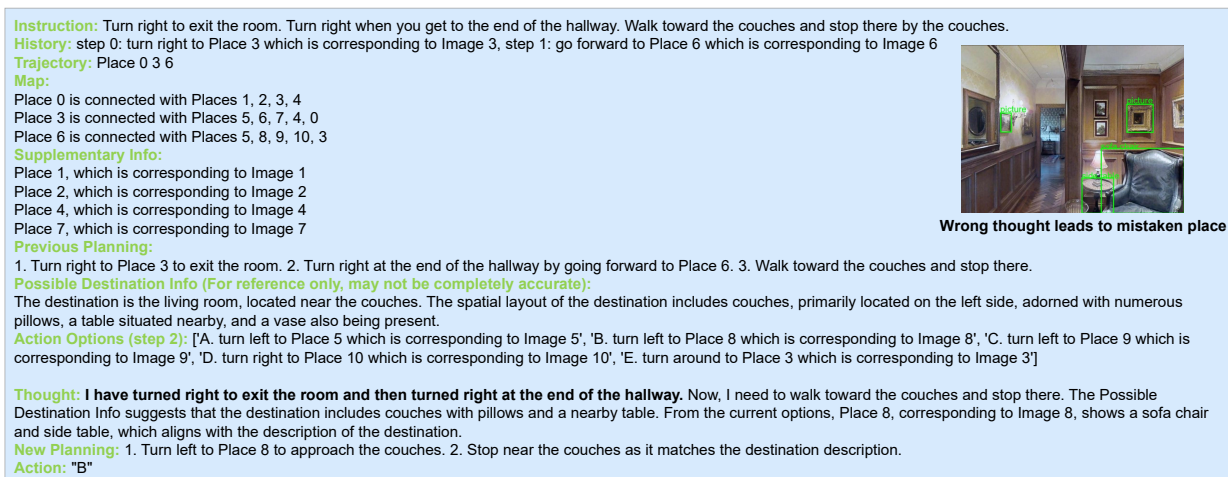 Instruction: Turn right to exit the room. Turn right when you get to the end of the hallway. Walk toward the couches and stop there by the couches.
History: step 0: turn right to Place 3 which is corresponding to Image 3, step 1: go forward to Place 6 which is corresponding to Image 6
Trajectory: Place 0 3 6
Map:
Place 0 is connected with Places 1, 2, 3, 4
Place 3 is connected with Places 5, 6, 7, 4, 0
Place 6 is connected with Places 5, 8, 9, 10, 3
Supplementary Info:
Place 1, which is corresponding to Image 1
Place 2, which is corresponding to Image 2
Place 4, which is corresponding to Image 4
Place 7, which is corresponding to Image 7
picture
picture
Wrong thought leads to mistaken place
Previous Planning:
1. Turn right to Place 3 to exit the room. 2. Turn right at the end of the hallway by going forward to Place 6. 3. Walk toward the couches and stop there.
Possible Destination Info (For reference only, may not be completely accurate):
The destination is the living room, located near the couches. The spatial layout of the destination includes couches, primarily located on the left side, adorned with numerous
pillows, a table situated nearby, and a vase also being present.
Action Options (step 2): ['A. turn left to Place 5 which is corresponding to Image 5', 'B. turn left to Place 8 which is corresponding to Image 8', 'C. turn left to Place 9 which is
corresponding to Image 9', 'D. turn right to Place 10 which is corresponding to Image 10', 'E. turn around to Place 3 which is corresponding to Image 3']
Thought: I have turned right to exit the room and then turned right at the end of the hallway. Now, I need to walk toward the couches and stop there. The Possible
Destination Info suggests that the destination includes couches with pillows and a nearby table. From the current options, Place 8, corresponding to Image 8, shows a sofa chair
and side table, which aligns with the description of the destination.
New Planning: 1. Turn left to Place 8 to approach the couches. 2. Stop near the couches as it matches the destination description.
Action: "B"